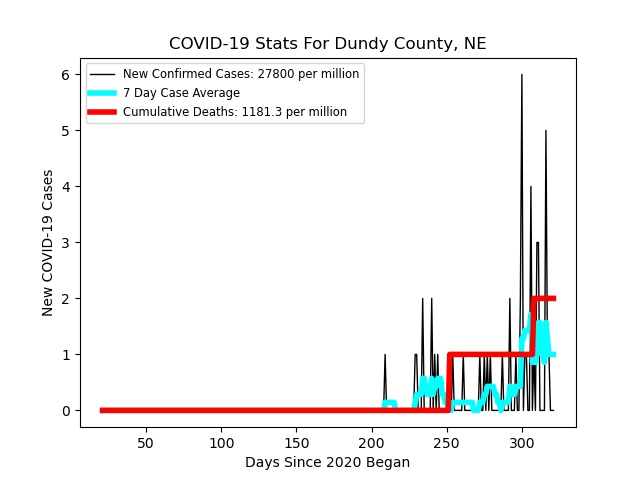 COVID-19 Stats For Dundy County, NE
New Confirmed Cases: 27800 per million
7 Day Case Average
Cumulative Deaths: 1181.3 per million
New COVID-19 Cases
6
5
4
3
2
1
0
50 100 150 200 250 300
Days Since 2020 Began